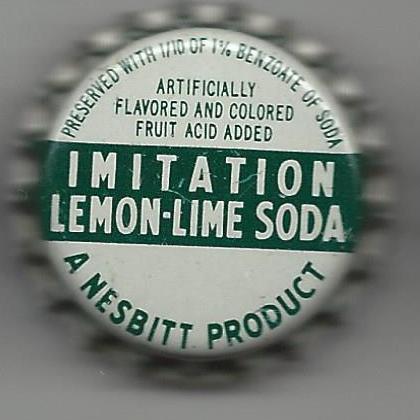 PRESERVED WITH 1/10 OF 1% BENZOATE OF SODA
ARTIFICIALLY
FLAVORED AND COLORED
FRUIT ACID ADDED
IMITATION
LEMON-LIME SODA
A NESBITT PRODUCT